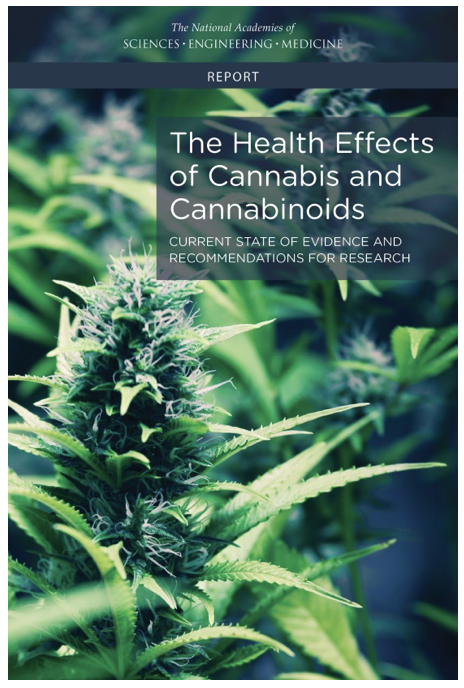 The National Academies of
SCIENCES • ENGINEERING • MEDICINE
REPORT
The Health Effects
of Cannabis and
Cannabinoids
CURRENT STATE OF EVIDENCE AND
RECOMMENDATIONS FOR RESEARCH